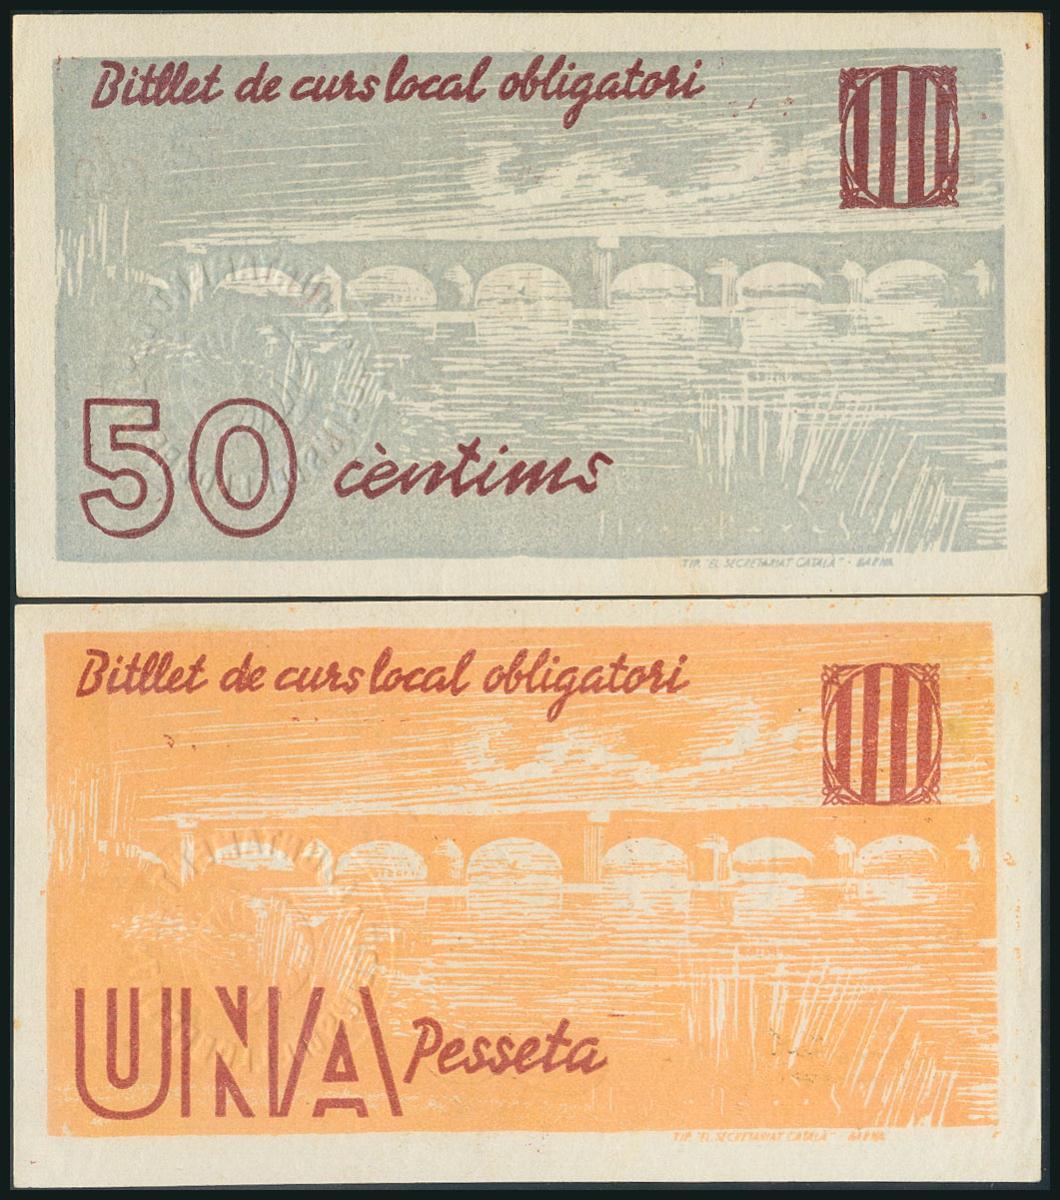 Bitllet de curs local obligatori
50 cèntims
TIP. "EL SECRETARIAT CATALÀ" - BARNA
Bitllet de curs local obligatori
UNA Pesseta
TIP. "EL SECRETARIAT CATALÀ" - BARNA